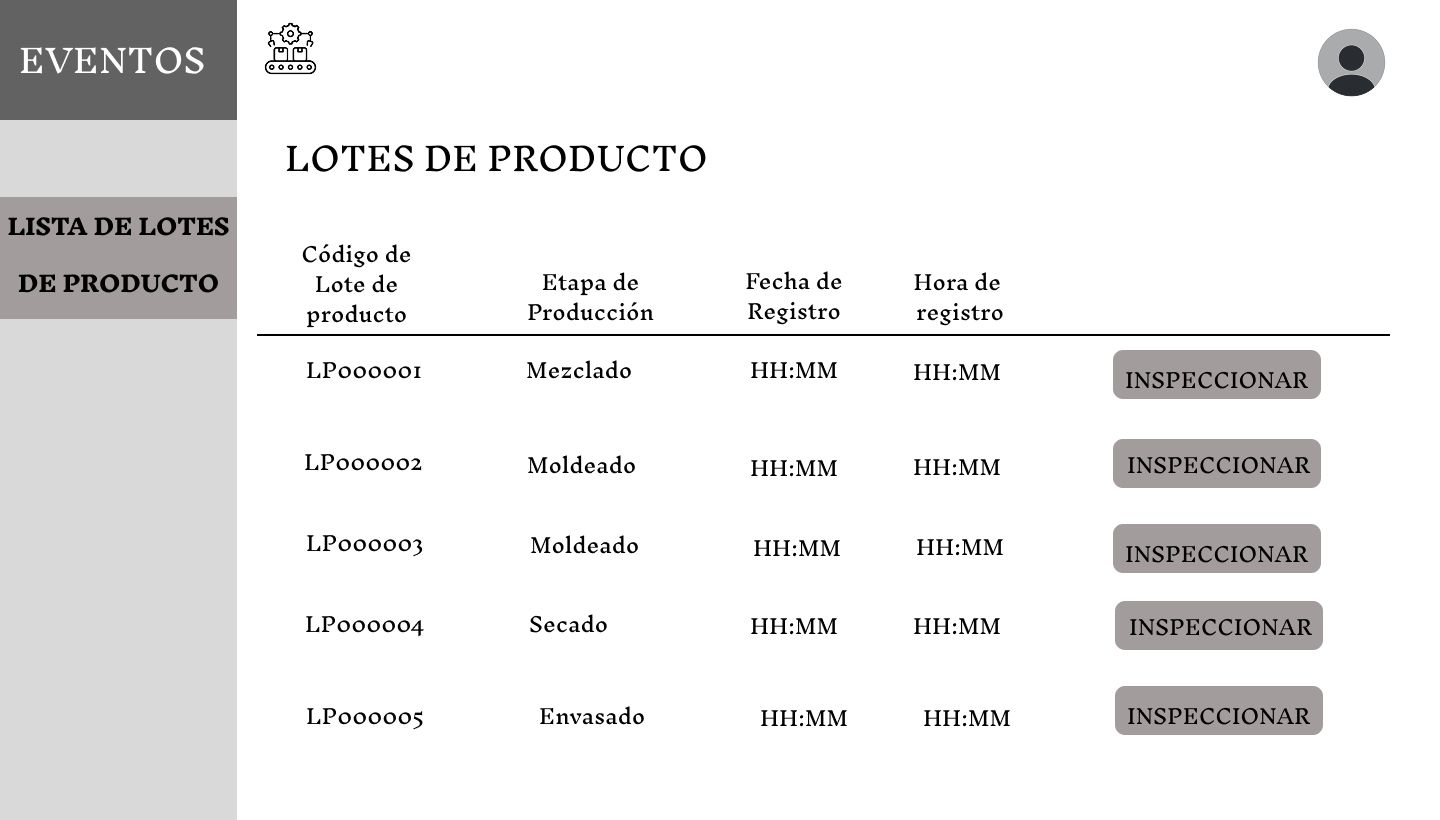 EVENTOS
LISTA DE LOTES
DE PRODUCTO
LOTES DE PRODUCTO
Código de
Lote de
producto
Etapa de
Producción
Fecha de
Registro
Hora de
registro
LP000001 Mezclado HH:MM HH:MM INSPECCIONAR
LP000002 Moldeado HH:MM HH:MM INSPECCIONAR
LP000003 Moldeado HH:MM HH:MM INSPECCIONAR
LP000004 Secado HH:MM HH:MM INSPECCIONAR
LP000005 Envasado HH:MM HH:MM INSPECCIONAR